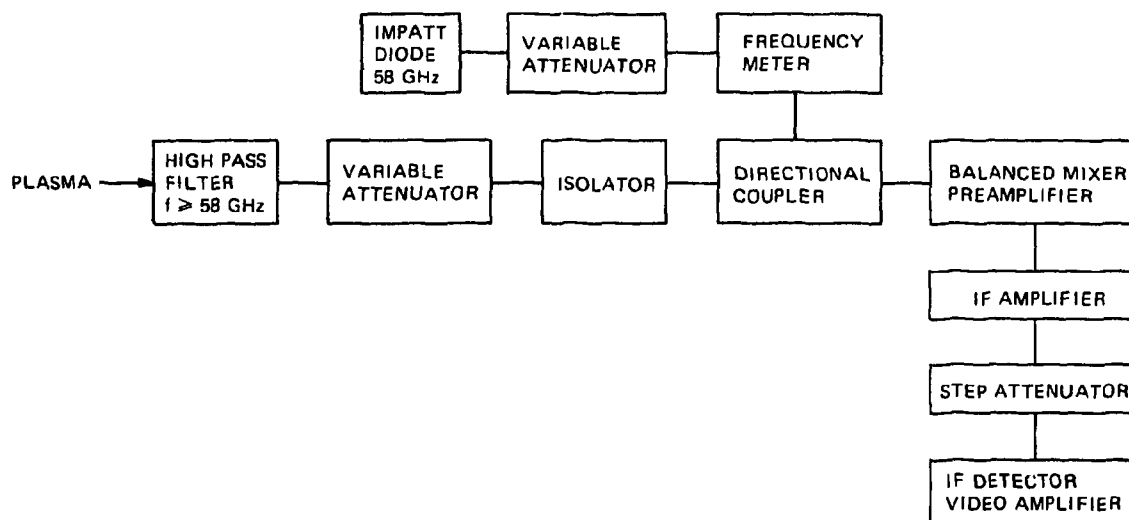 IMPATT
DIODE
58 GHz
VARIABLE
ATTENUATOR
FREQUENCY
METER
PLASMA
HIGH PASS
FILTER
f ⩾ 58 GHz
VARIABLE
ATTENUATOR
ISOLATOR
DIRECTIONAL
COUPLER
BALANCED MIXER
PREAMPLIFIER
IF AMPLIFIER
STEP ATTENUATOR
IF DETECTOR
VIDEO AMPLIFIER